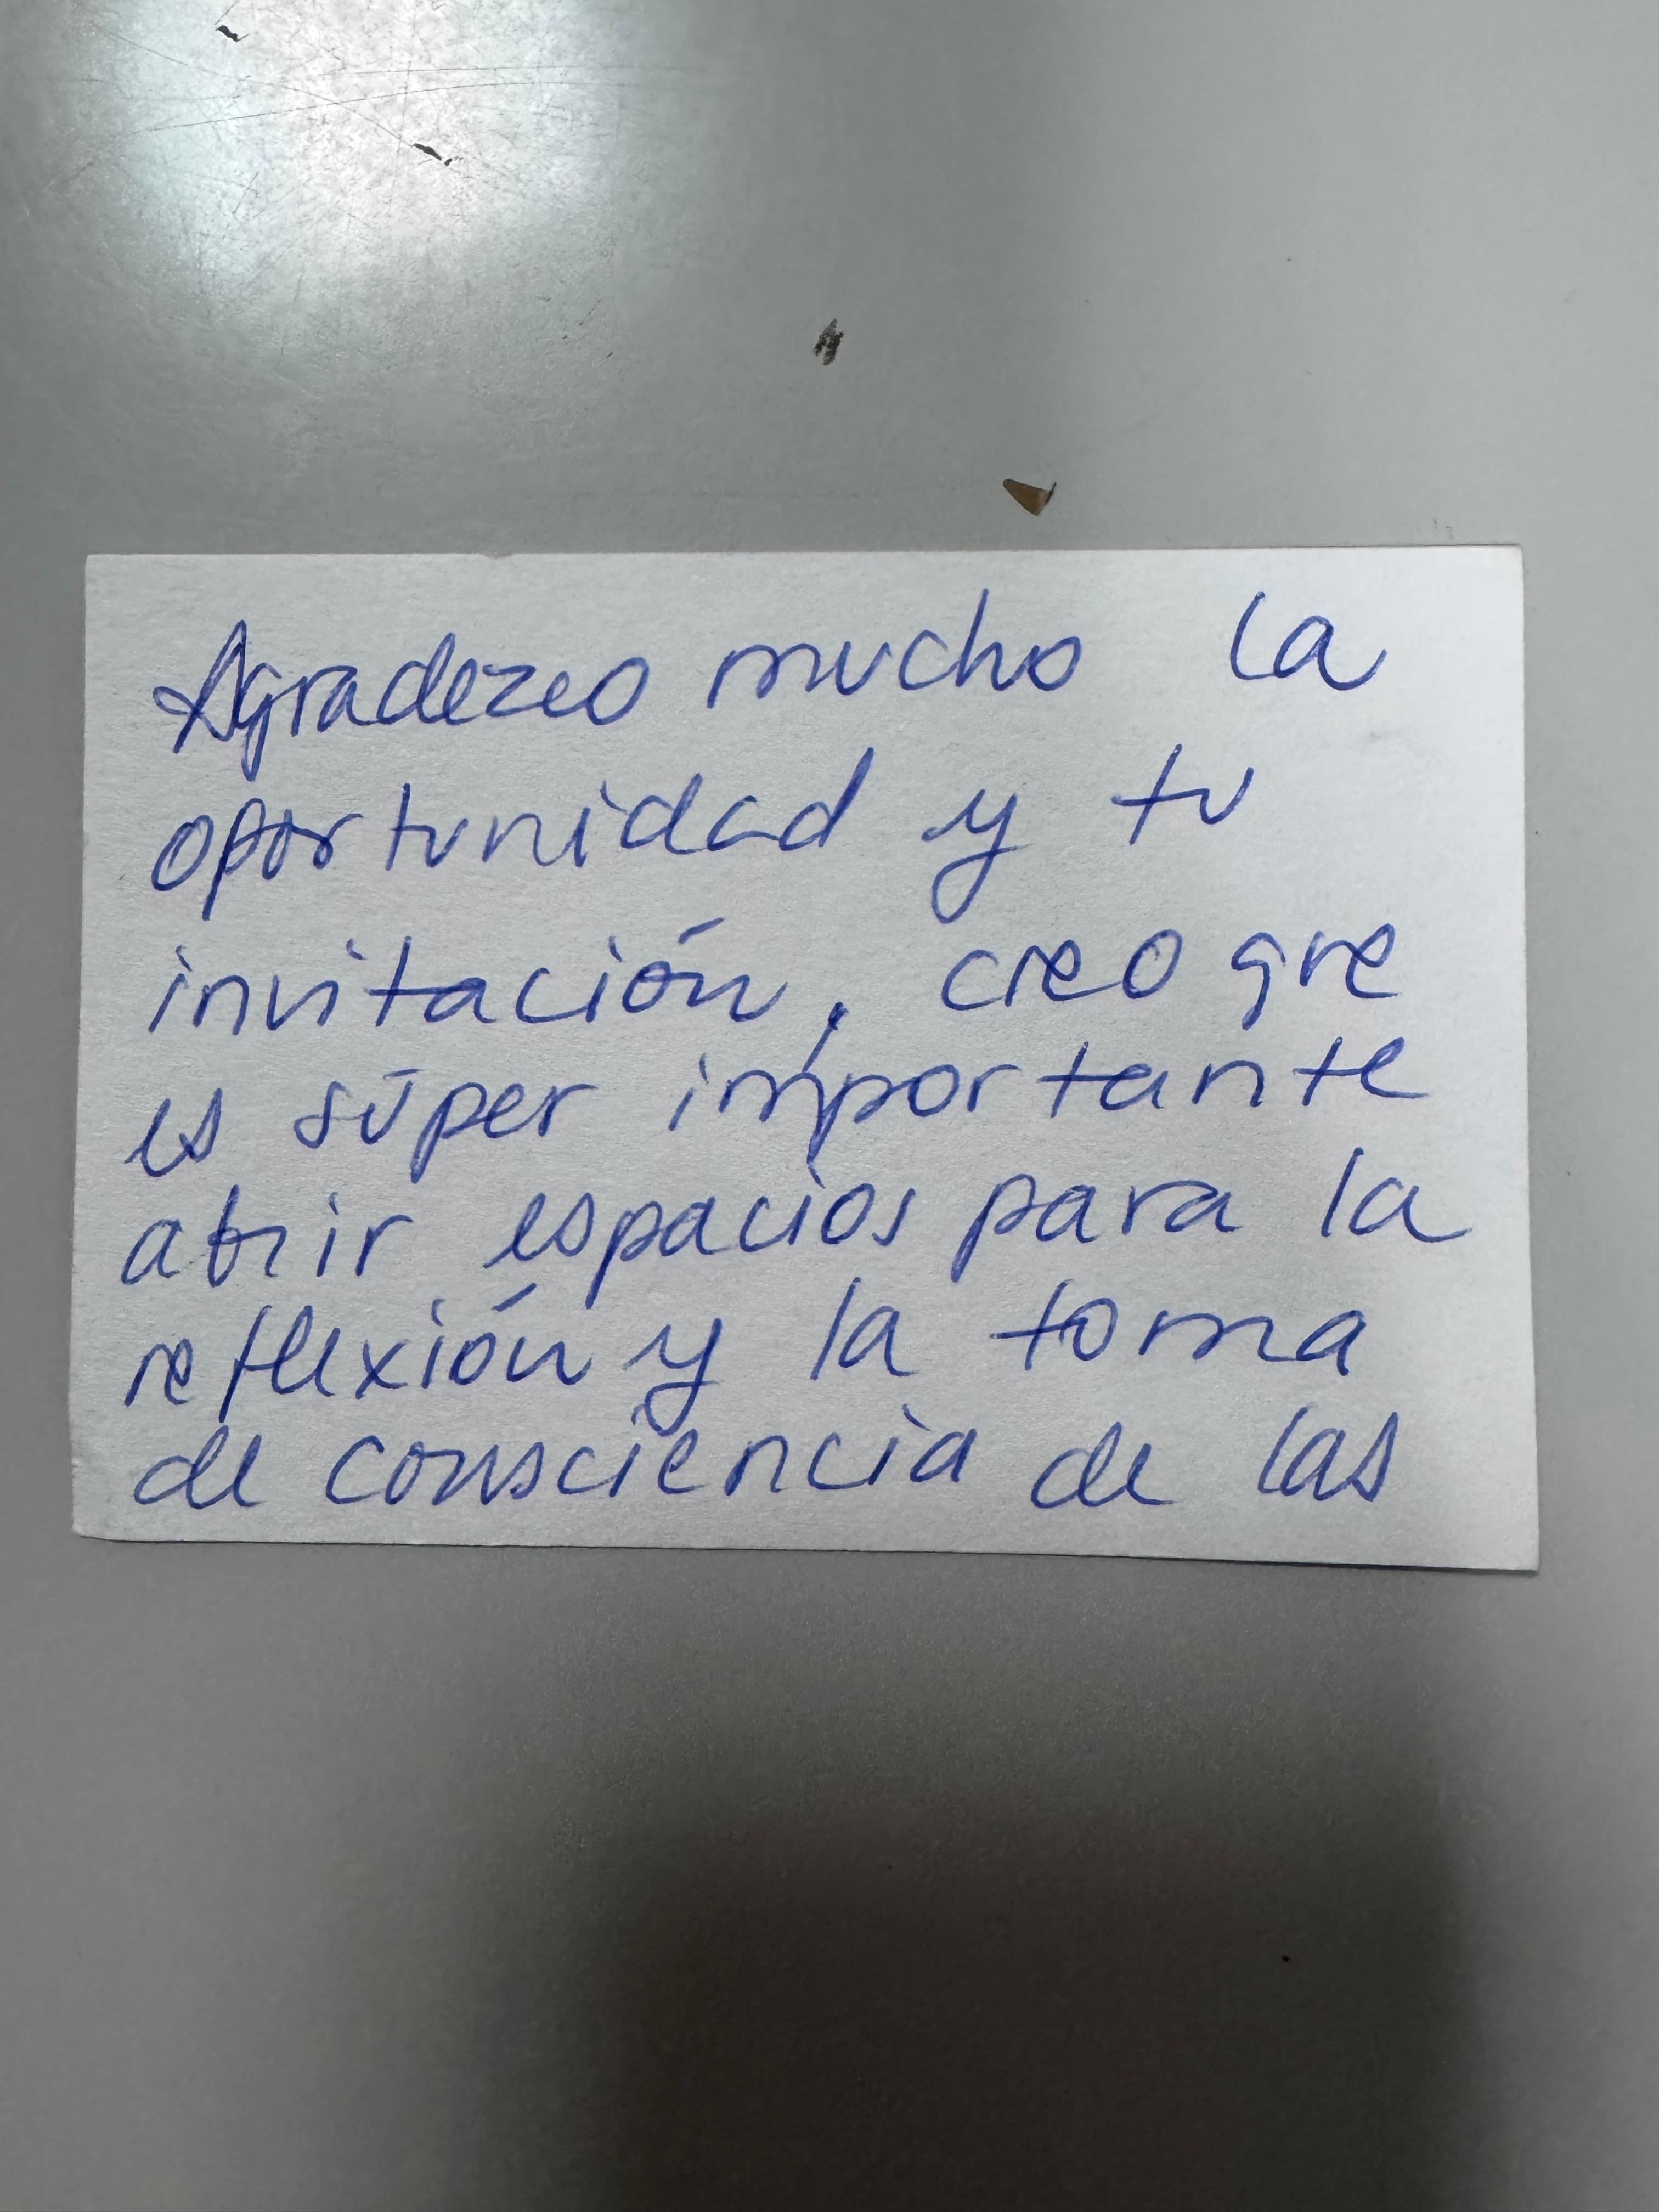 Agradezco mucho la
oportunidad y tu
invitación, creo que
es súper importante
abrir espacios para la
reflexión y la toma
de consciencia de las